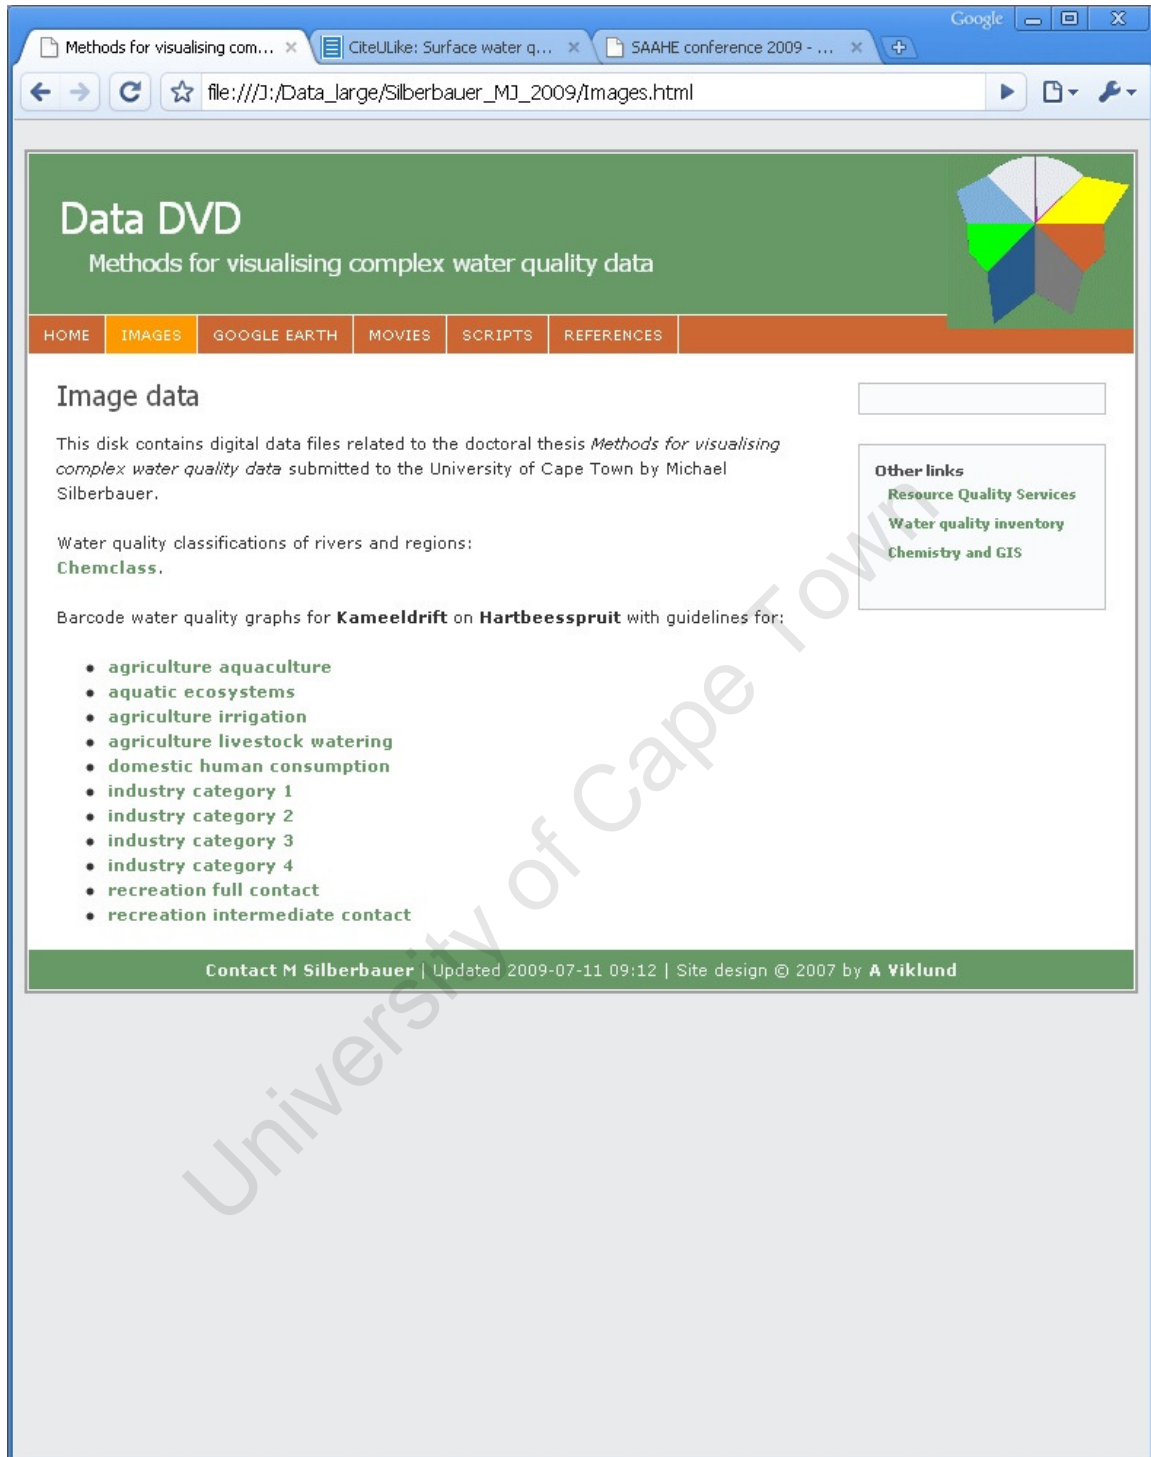 Google
Methods for visualising com...
CiteULike: Surface water q...
SAAHE conference 2009 - ...
file:///J:/Data_large/Silberbauer_MJ_2009/Images.html
Data DVD
Methods for visualising complex water quality data
HOME
IMAGES
GOOGLE EARTH
MOVIES
SCRIPTS
REFERENCES
Image data
This disk contains digital data files related to the doctoral thesis Methods for visualising
complex water quality data submitted to the University of Cape Town by Michael
Silberbauer.
Water quality classifications of rivers and regions:
Chemclass.
Barcode water quality graphs for Kameeldrift on Hartbeesspruit with guidelines for:
• agriculture aquaculture
• aquatic ecosystems
• agriculture irrigation
• agriculture livestock watering
• domestic human consumption
• industry category 1
• industry category 2
• industry category 3
• industry category 4
• recreation full contact
• recreation intermediate contact
Other links
Resource Quality Services
Water quality inventory
Chemistry and GIS
Contact M Silberbauer | Updated 2009-07-11 09:12 | Site design © 2007 by A Viklund
University of Cape Town